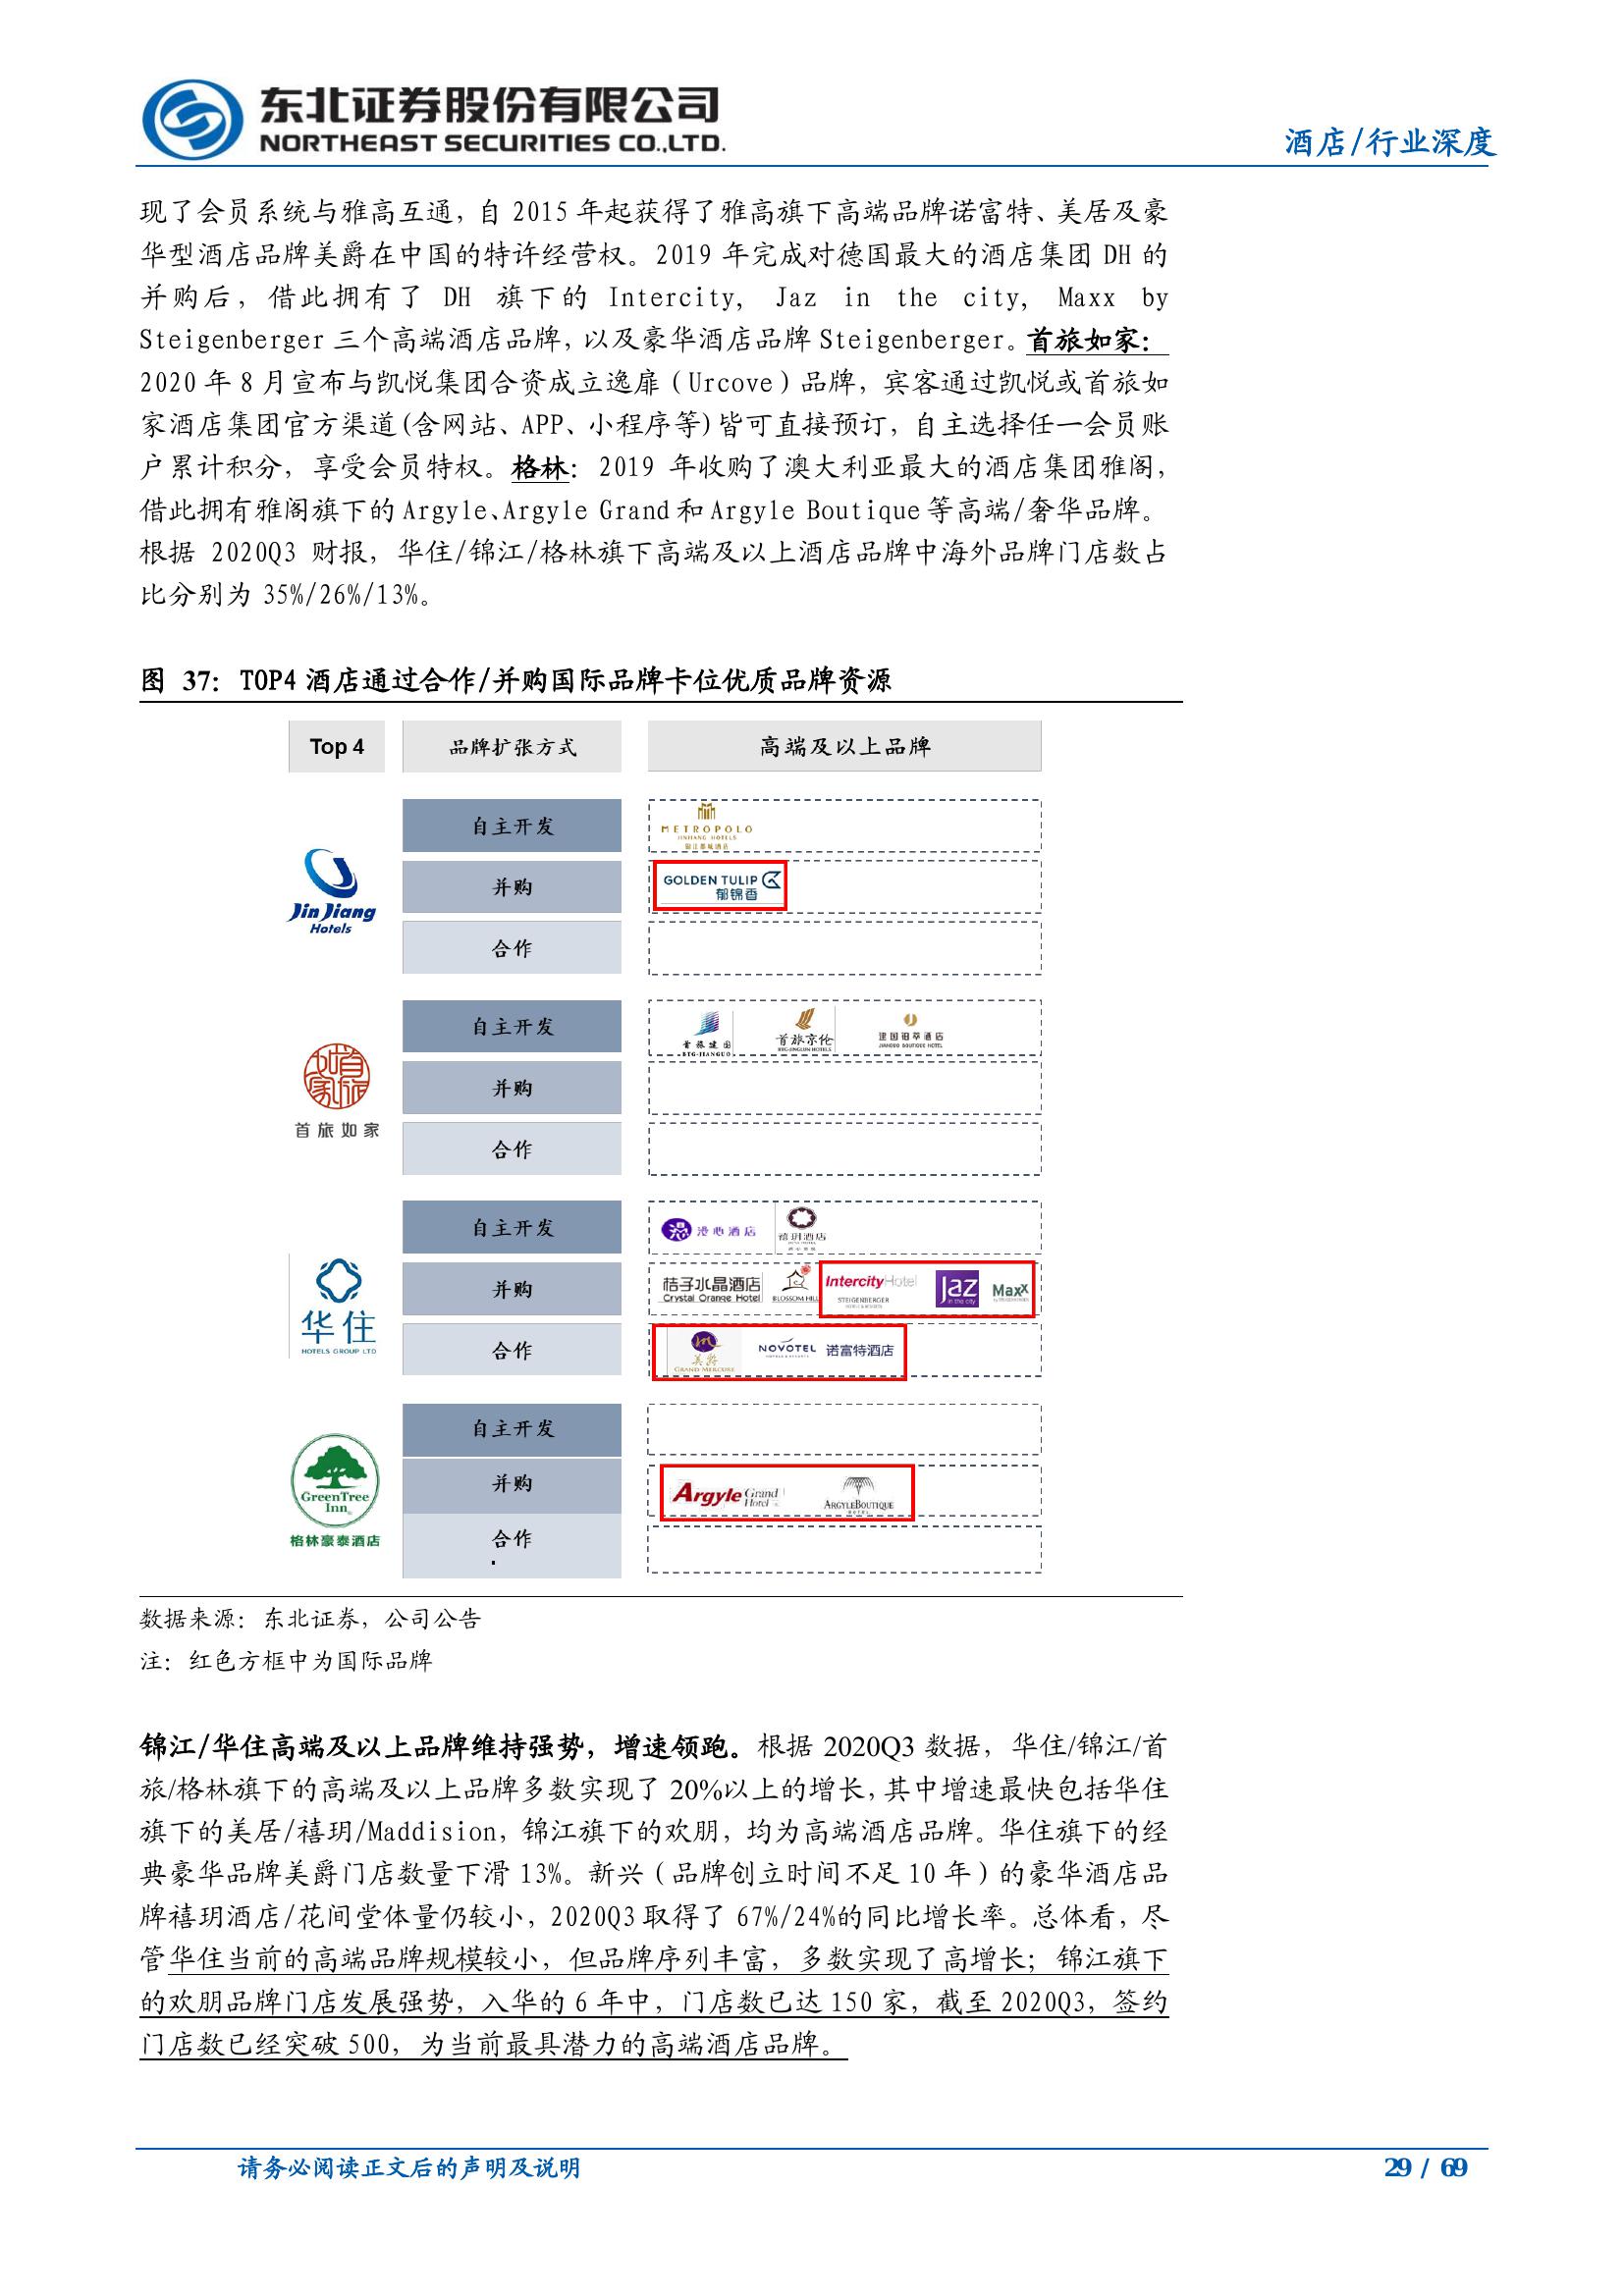 东北证券股份有限公司
NORTHEAST SECURITIES CO.,LTD.
酒店/行业深度
现了会员系统与雅高互通，自 2015 年起获得了雅高旗下高端品牌诺富特、美居及豪
华型酒店品牌美爵在中国的特许经营权。2019 年完成对德国最大的酒店集团 DH 的
并购后，借此拥有了 DH 旗下的 Intercity, Jaz in the city, Maxx by
Steigenberger 三个高端酒店品牌，以及豪华酒店品牌 Steigenberger。首旅如家：
2020 年 8 月宣布与凯悦集团合资成立逸扉（Urcove）品牌，宾客通过凯悦或首旅如
家酒店集团官方渠道(含网站、APP、小程序等)皆可直接预订，自主选择任一会员账
户累计积分，享受会员特权。格林：2019 年收购了澳大利亚最大的酒店集团雅阁，
借此拥有雅阁旗下的 Argyle、Argyle Grand 和 Argyle Boutique 等高端/奢华品牌。
根据 2020Q3 财报，华住/锦江/格林旗下高端及以上酒店品牌中海外品牌门店数占
比分别为 35%/26%/13%。
图 37：TOP4 酒店通过合作/并购国际品牌卡位优质品牌资源
Top 4 品牌扩张方式 高端及以上品牌
Jin Jiang
Hotels
自主开发
METROPOLO
JINJIANG HOTELS
锦江都城酒店
并购
GOLDEN TULIP
郁锦香
合作
首旅如家
自主开发
首旅建国
BTG-JIANGUO
首旅京伦
BTG-JINGLUN HOTELS
建国铂萃酒店
JIANGUO BOUTIQUE HOTEL
并购
合作
华住
HOTELS GROUP LTD
自主开发
漫心酒店
禧玥酒店
并购
桔子水晶酒店
Crystal Orange Hotel
BLOSSOM HILL
IntercityHotel
STEIGENBERGER
HOTELS & RESORTS
Jaz
in the city
Maxx
合作
美爵
GRAND MERCURE
NOVOTEL
诺富特酒店
GreenTree
Inn
格林豪泰酒店
自主开发
并购
Argyle Grand
Hotel
ARGYLE BOUTIQUE
HOTEL
合作
数据来源：东北证券，公司公告
注：红色方框中为国际品牌
锦江/华住高端及以上品牌维持强势，增速领跑。根据 2020Q3 数据，华住/锦江/首
旅/格林旗下的高端及以上品牌多数实现了 20%以上的增长，其中增速最快包括华住
旗下的美居/禧玥/Maddision，锦江旗下的欢朋，均为高端酒店品牌。华住旗下的经
典豪华品牌美爵门店数量下滑 13%。新兴（品牌创立时间不足 10 年）的豪华酒店品
牌禧玥酒店/花间堂体量仍较小，2020Q3 取得了 67%/24%的同比增长率。总体看，尽
管华住当前的高端品牌规模较小，但品牌序列丰富，多数实现了高增长；锦江旗下
的欢朋品牌门店发展强势，入华的 6 年中，门店数已达 150 家，截至 2020Q3，签约
门店数已经突破 500，为当前最具潜力的高端酒店品牌。
请务必阅读正文后的声明及说明
29 / 69